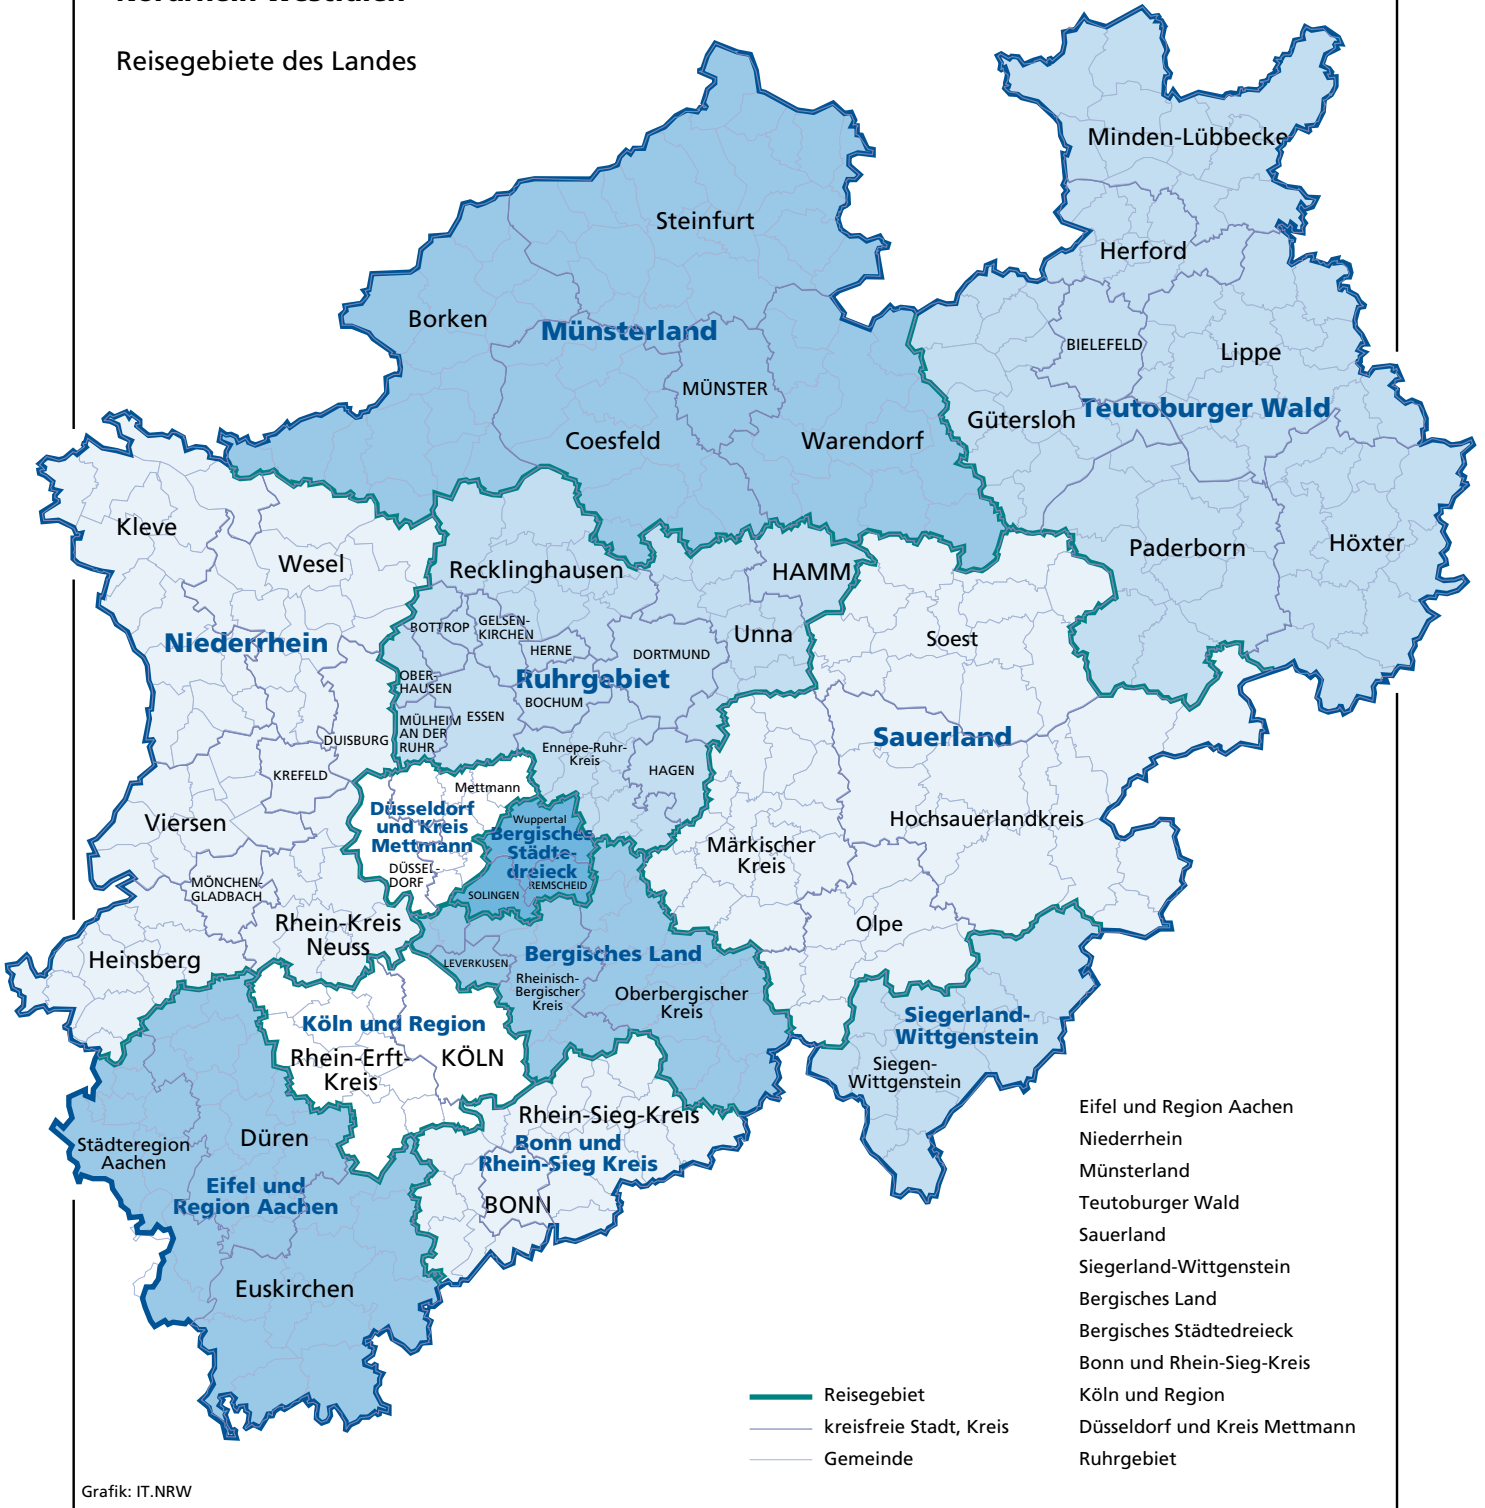 Nordrhein-Westfalen
Reisegebiete des Landes
Minden-Lübbecke
Steinfurt
Herford
Borken
Münsterland
BIELEFELD
Lippe
MÜNSTER
Teutoburger Wald
Gütersloh
Coesfeld
Warendorf
Kleve
Wesel
Recklinghausen
HAMM
Paderborn
Höxter
BOTTROP
GELSEN-
KIRCHEN
Niederrhein
HERNE
DORTMUND
Unna
Soest
OBER-
HAUSEN
Ruhrgebiet
BOCHUM
MÜLHEIM
AN DER
RUHR
ESSEN
DUISBURG
Sauerland
Ennepe-Ruhr-
Kreis
HAGEN
KREFELD
Mettmann
Düsseldorf
und Kreis
Mettmann
Wuppertal
Bergisches
Städte-
dreieck
Viersen
Hochsauerlandkreis
Märkischer
Kreis
DÜSSEL-
DORF
SOLINGEN
REMSCHEID
MÖNCHEN-
GLADBACH
Rhein-Kreis
Neuss
Olpe
Heinsberg
LEVERKUSEN
Bergisches Land
Rheinisch-
Bergischer
Kreis
Oberbergischer
Kreis
Köln und Region
Siegerland-
Wittgenstein
Rhein-Erft-
Kreis
KÖLN
Siegen-
Wittgenstein
Rhein-Sieg-Kreis
Städteregion
Aachen
Düren
Bonn und
Rhein-Sieg Kreis
Eifel und
Region Aachen
BONN
Euskirchen
Eifel und Region Aachen
Niederrhein
Münsterland
Teutoburger Wald
Sauerland
Siegerland-Wittgenstein
Bergisches Land
Bergisches Städtedreieck
Bonn und Rhein-Sieg-Kreis
Köln und Region
Düsseldorf und Kreis Mettmann
Ruhrgebiet
Reisegebiet
kreisfreie Stadt, Kreis
Gemeinde
Grafik: IT.NRW